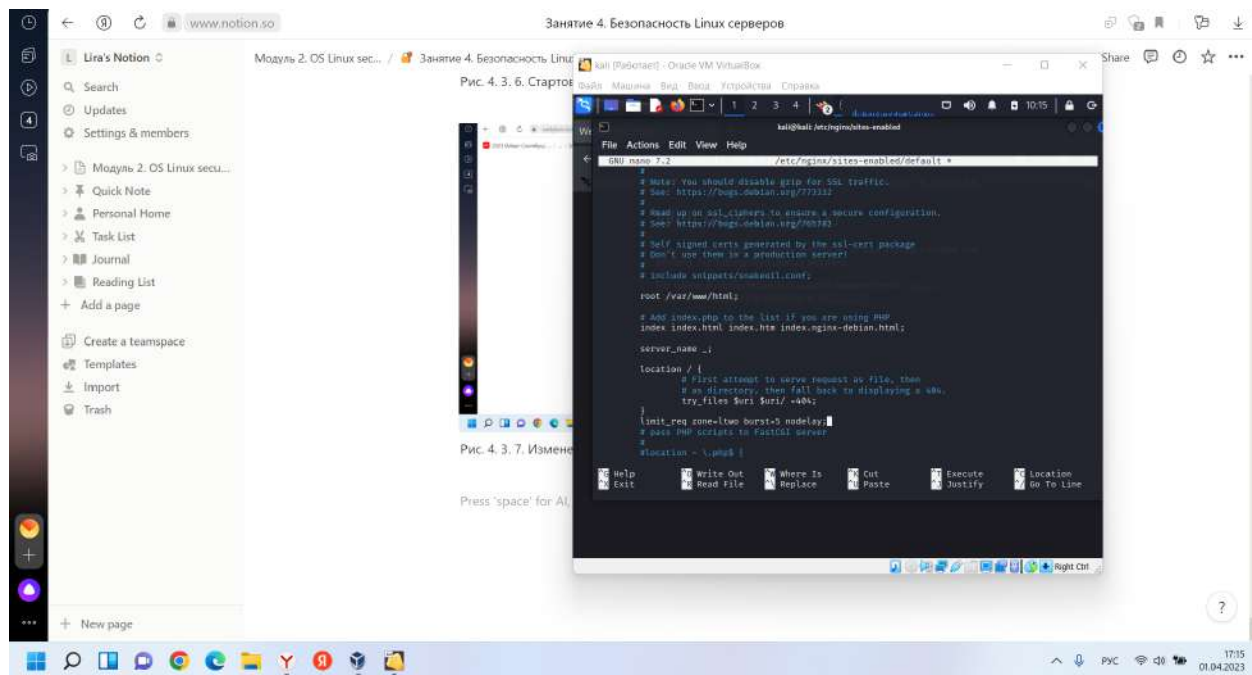 www.notion.so
Занятие 4. Безопасность Linux серверов
L Lira's Notion
Модуль 2. OS Linux sec... / Занятие 4. Безопасность Linu
Share
Search
Updates
Settings & members
Модуль 2. OS Linux secu...
Quick Note
Personal Home
Task List
Journal
Reading List
+ Add a page
Create a teamspace
Templates
Import
Trash
+ New page
4
Рис. 4. 3. 6. Стартов
Рис. 4. 3. 7. Измене
Press 'space' for AI,
kali [Работает] - Oracle VM VirtualBox
Файл Машина Вид Ввод Устройства Справка
1 2 3 4
10:15
We
kali@kali: /etc/nginx/sites-enabled
File Actions Edit View Help
GNU nano 7.2 /etc/nginx/sites-enabled/default *
#
# Note: You should disable gzip for SSL traffic.
# See: https://bugs.debian.org/773332
#
# Read up on ssl_ciphers to ensure a secure configuration.
# See: https://bugs.debian.org/765782
#
# Self signed certs generated by the ssl-cert package
# Don't use them in a production server!
#
# include snippets/snakeoil.conf;
root /var/www/html;
# Add index.php to the list if you are using PHP
index index.html index.htm index.nginx-debian.html;
server_name _;
location / {
# First attempt to serve request as file, then
# as directory, then fall back to displaying a 404.
try_files $uri $uri/ =404;
}
limit_req zone=ltwo burst=5 nodelay;
# pass PHP scripts to FastCGI server
#
#location ~ \.php$ {
^G Help ^O Write Out ^W Where Is ^K Cut ^T Execute ^C Location
^X Exit ^R Read File ^\ Replace ^U Paste ^J Justify ^/ Go To Line
Right Ctrl
?
РУС
17:15
01.04.2023